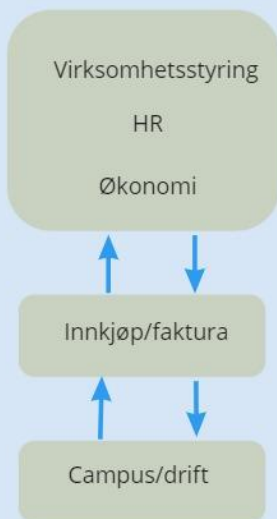 Virksomhetsstyring
HR
Økonomi
Innkjøp/faktura
Campus/drift